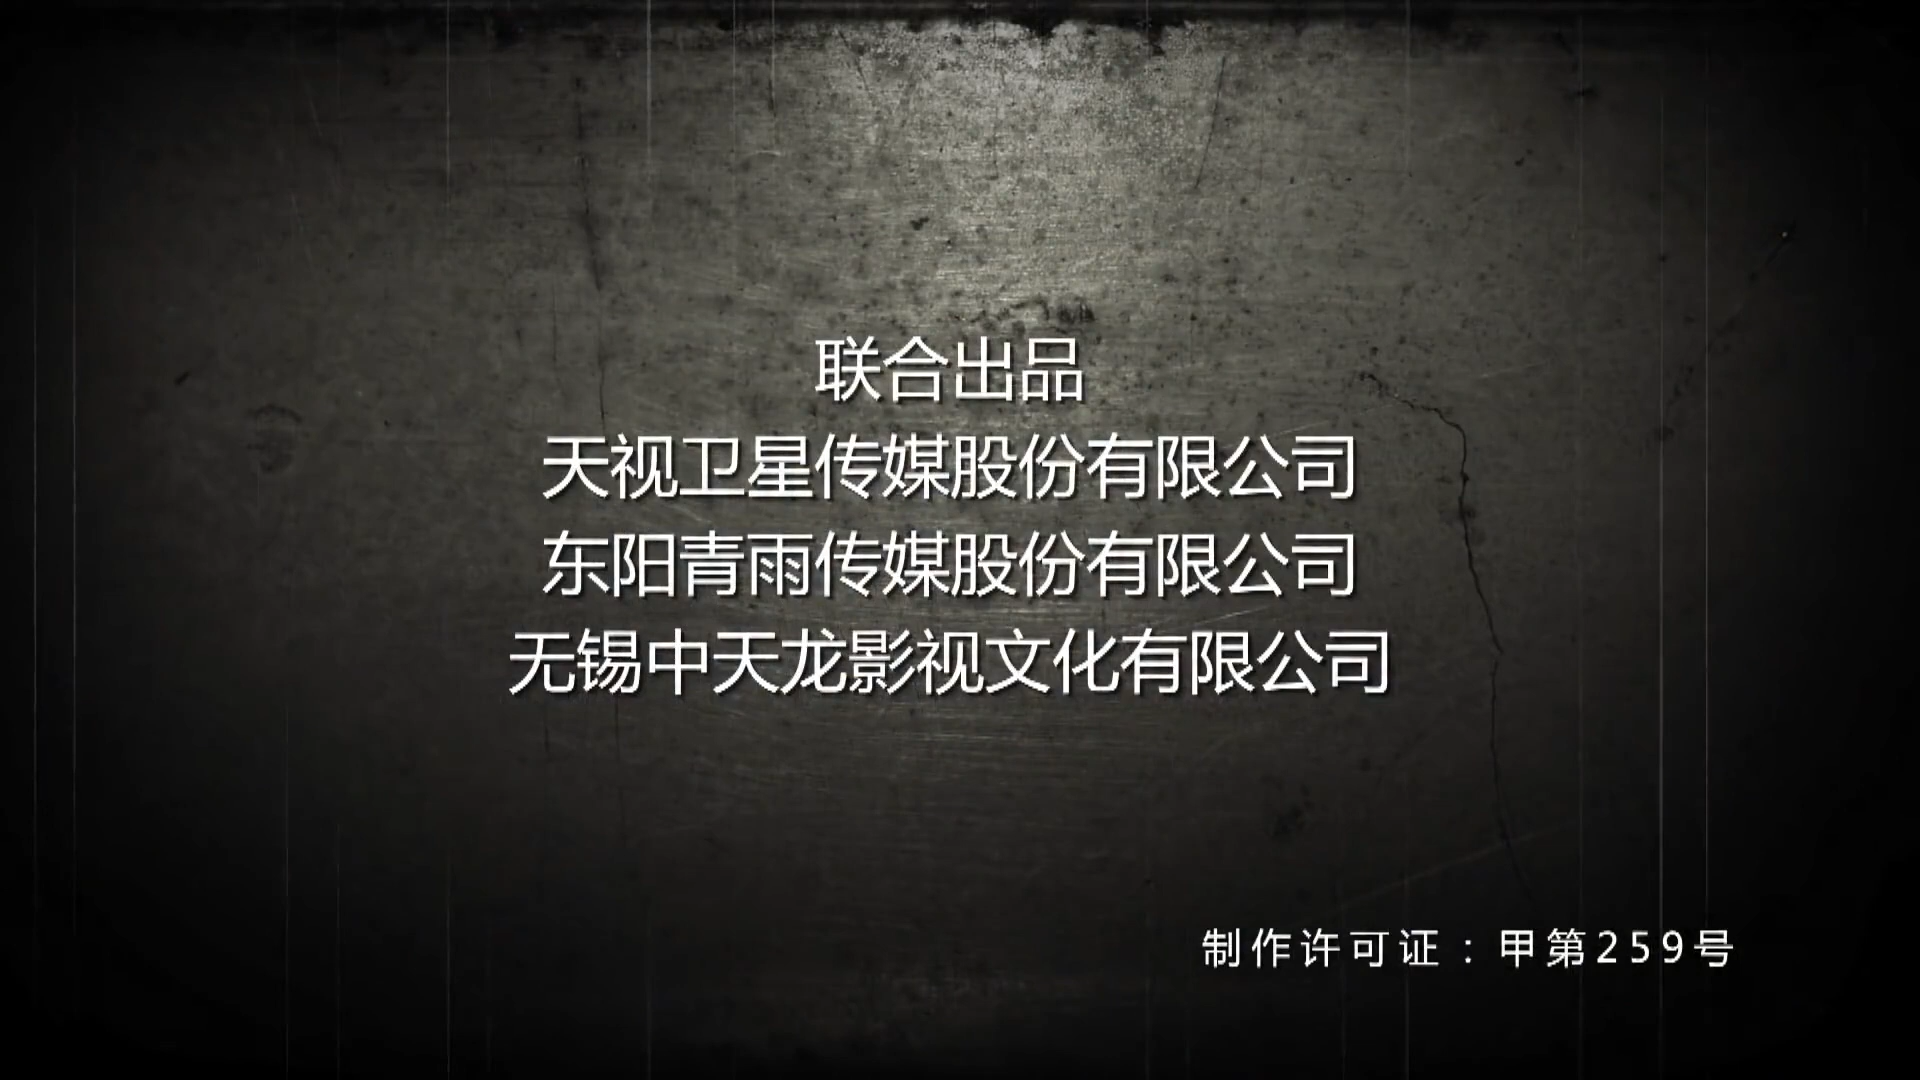 联合出品
天视卫星传媒股份有限公司
东阳青雨传媒股份有限公司
无锡中天龙影视文化有限公司
制作许可证：甲第259号